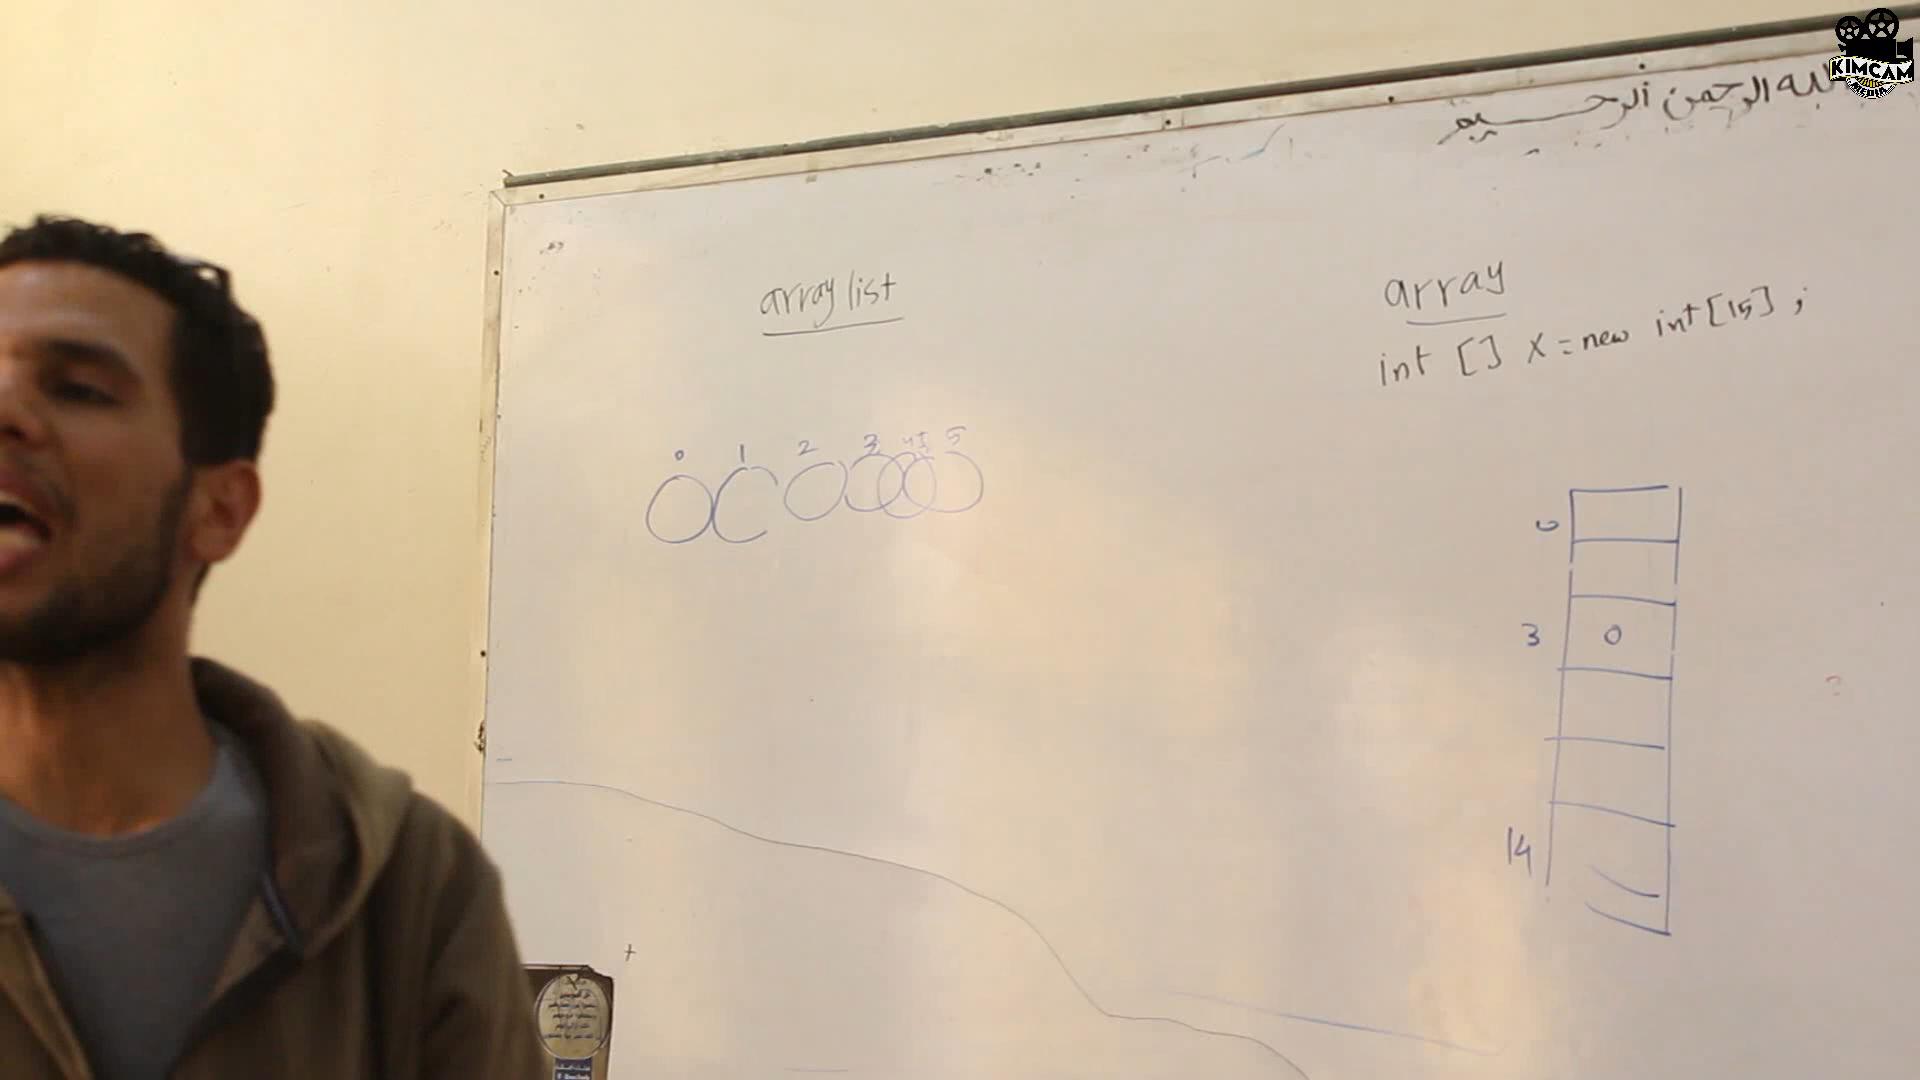 KIMCAM
MEDIA
الله الرحمن الرحيم
array list
array
int [] x = new int [15] ;
0 1 2 3 4 5
0
3 0
14